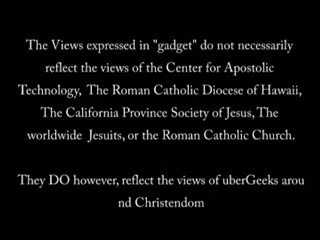 The Views expressed in "gadget" do not necessarily
reflect the views of the Center for Apostolic
Technology, The Roman Catholic Diocese of Hawaii,
The California Province Society of Jesus, The
worldwide Jesuits, or the Roman Catholic Church.
They DO however, reflect the views of uberGeeks arou
nd Christendom